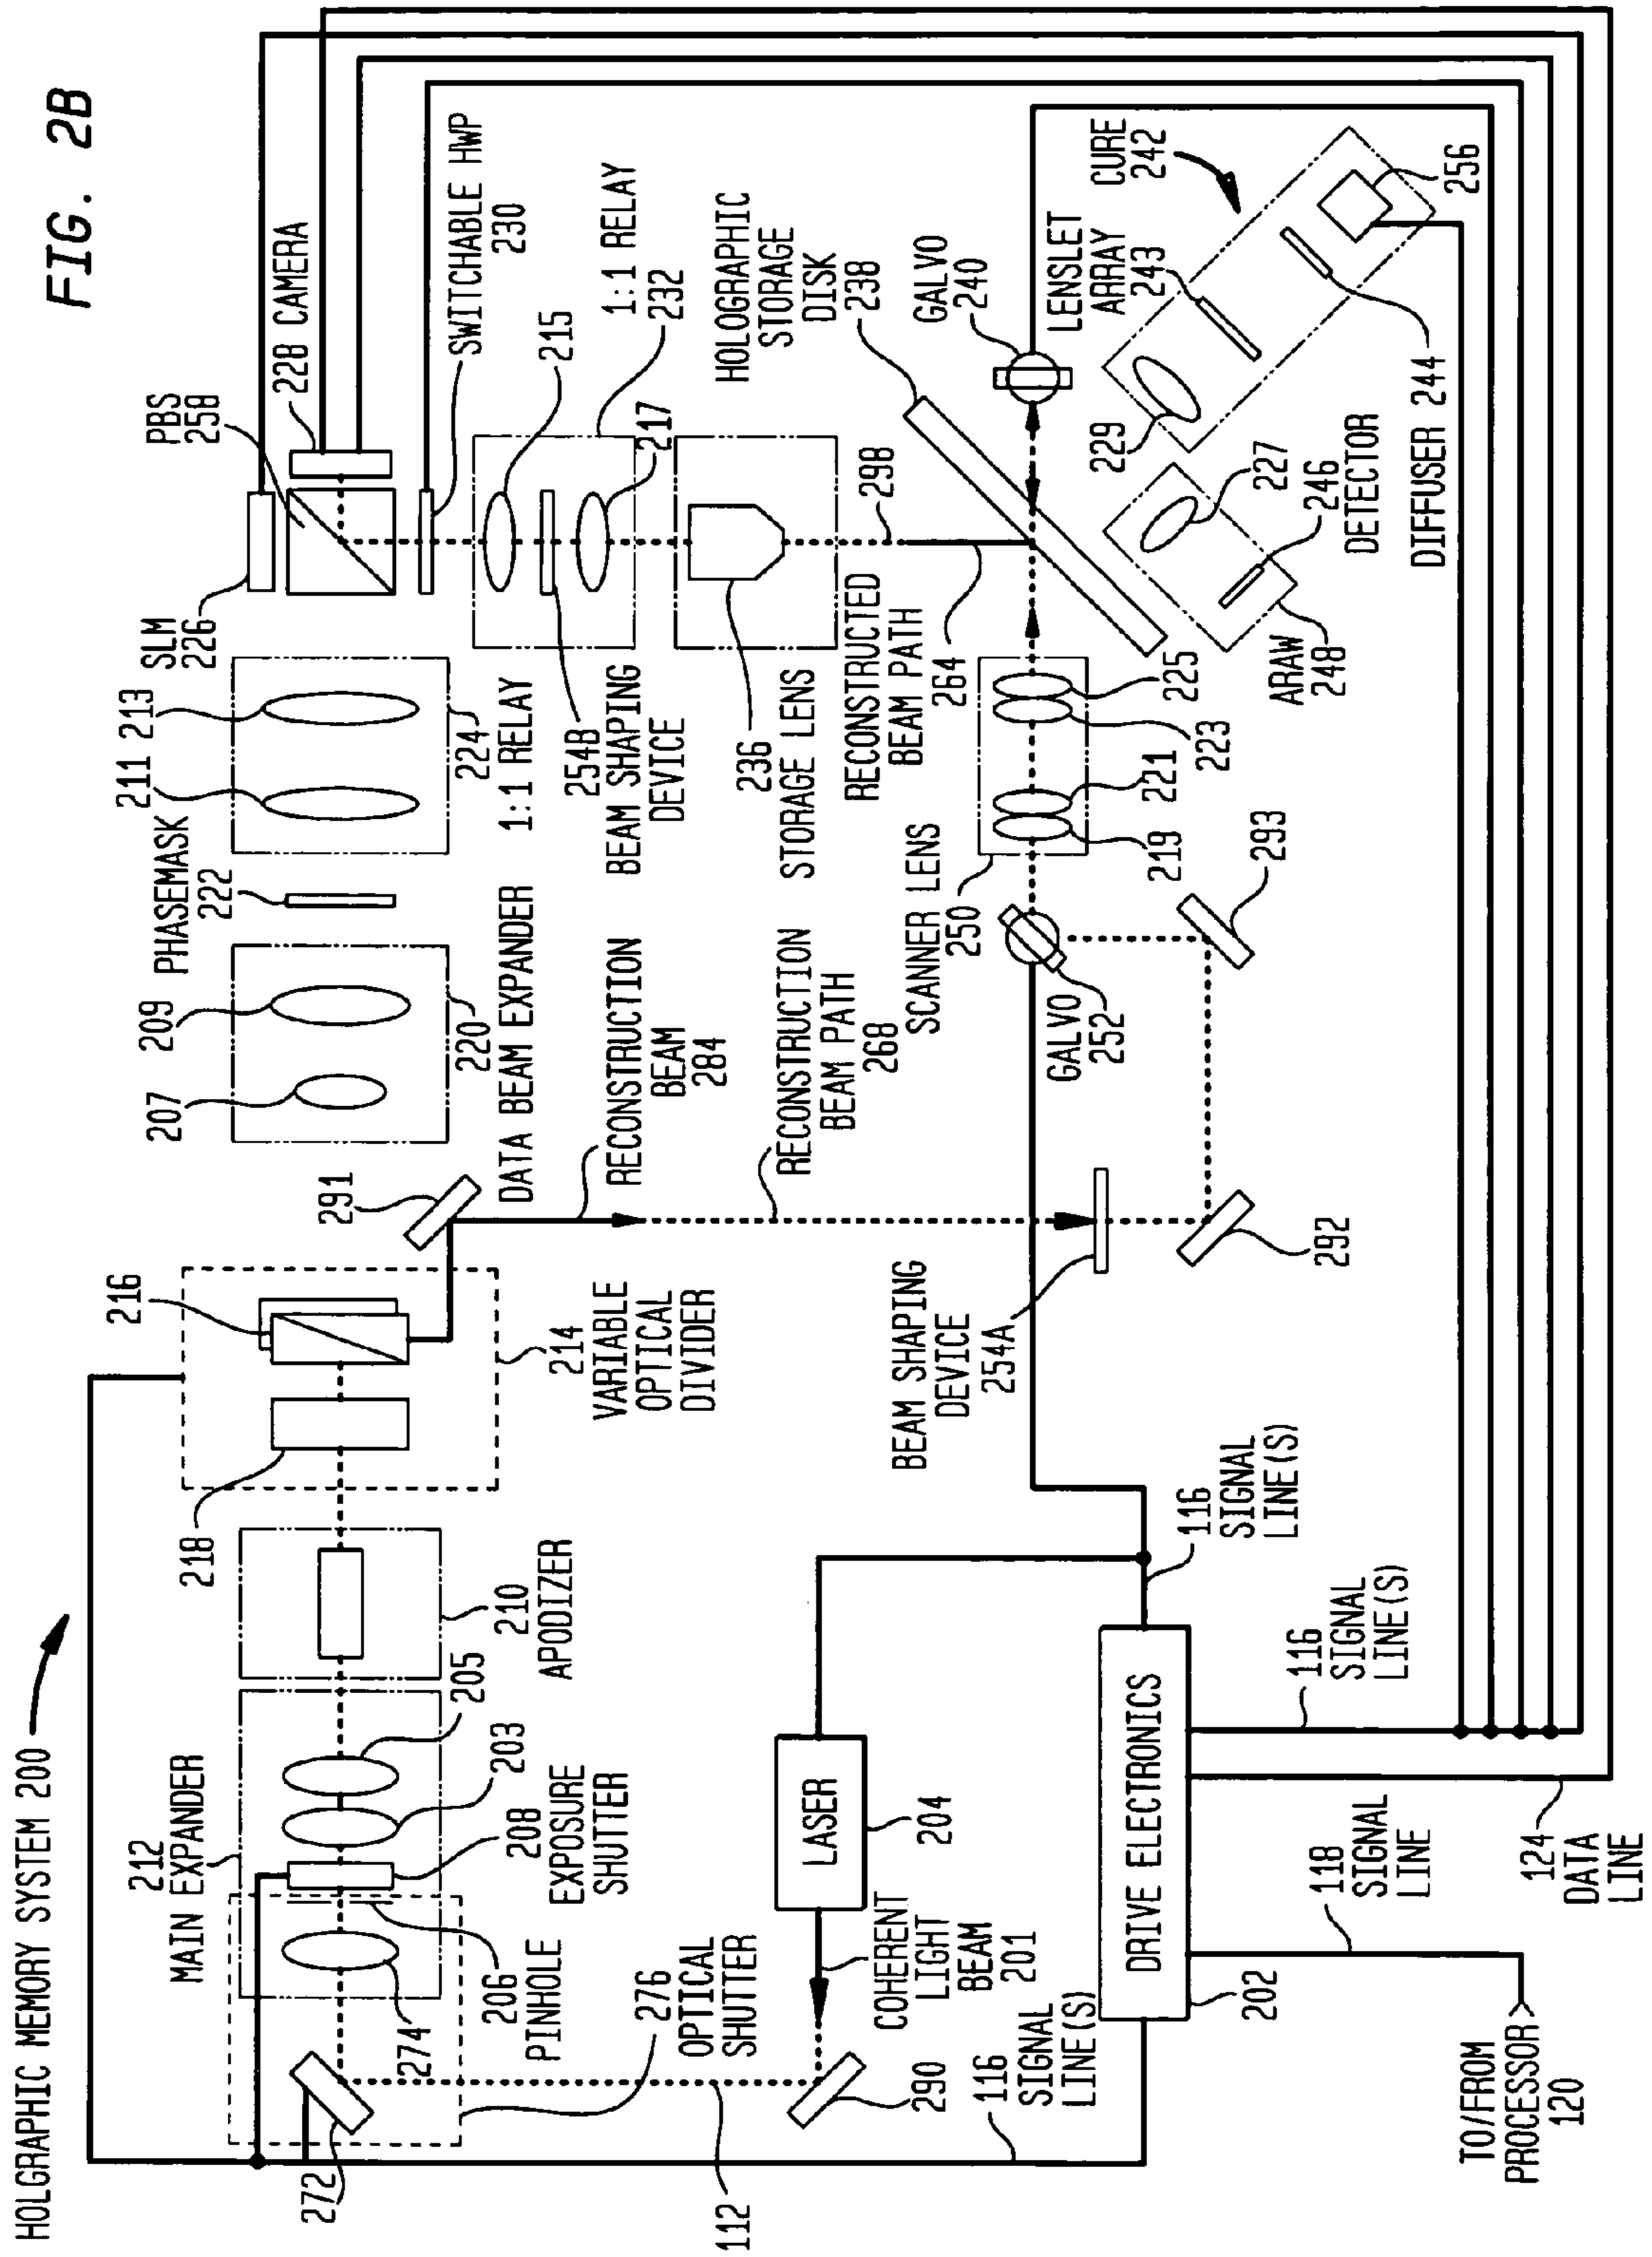 FIG. 2B
HOLGRAPHIC MEMORY SYSTEM 200
272
274
206
PINHOLE
276
OPTICAL
SHUTTER
112
290
212
MAIN EXPANDER
208
EXPOSURE
SHUTTER
203
205
210
APODIZER
218
216
214
VARIABLE
OPTICAL
DIVIDER
291
207
209
220
DATA BEAM EXPANDER
PHASEMASK
222
211
213
224
1:1 RELAY
SLM
226
PBS
258
228 CAMERA
SWITCHABLE HWP
230
215
1:1 RELAY
232
217
254B
BEAM SHAPING
DEVICE
236
STORAGE LENS
HOLOGRAPHIC
STORAGE
DISK
238
298
RECONSTRUCTED
BEAM PATH
264
RECONSTRUCTION
BEAM
284
RECONSTRUCTION
BEAM PATH
268
SCANNER LENS
250
219
221
223
225
GALVO
252
293
292
BEAM SHAPING
DEVICE
254A
GALVO
240
LENSLET
ARRAY
243
CURE
242
256
229
227
246
DETECTOR
DIFFUSER 244
ARAW
248
LASER
204
COHERENT
LIGHT
BEAM
201
116
SIGNAL
LINE(S)
DRIVE ELECTRONICS
202
116
SIGNAL
LINE(S)
116
SIGNAL
LINE(S)
118
SIGNAL
LINE
124
DATA
LINE
TO/FROM
PROCESSOR
120